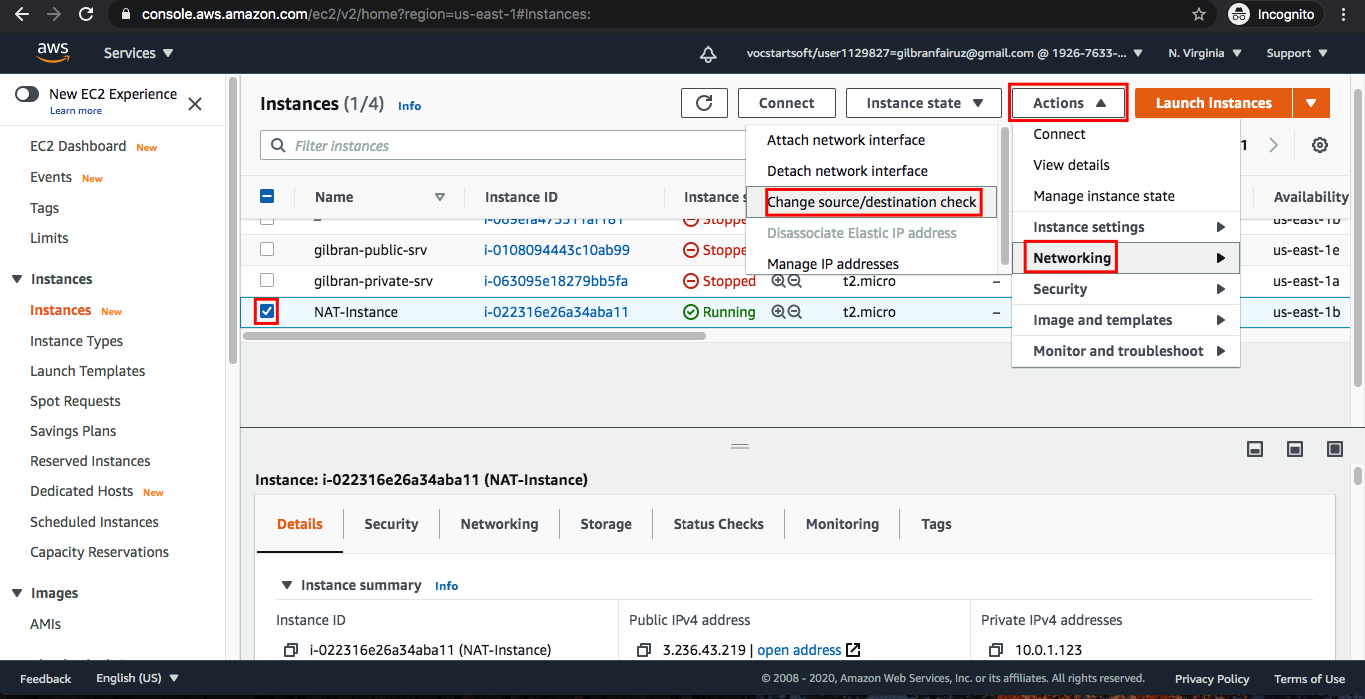 console.aws.amazon.com/ec2/v2/home?region=us-east-1#Instances:
Incognito
aws
Services
vocstartsoft/user1129827=gilbranfairuz@gmail.com @ 1926-7633-...
N. Virginia
Support
New EC2 Experience
Learn more
EC2 Dashboard New
Events New
Tags
Limits
Instances
Instances New
Instance Types
Launch Templates
Spot Requests
Savings Plans
Reserved Instances
Dedicated Hosts New
Scheduled Instances
Capacity Reservations
Images
AMIs
Instances (1/4) Info
Connect
Instance state
Actions
Launch instances
Filter instances
1
Name
Instance ID
Instance s
Availability
us-east-1b
gilbran-public-srv
i-0108094443c10ab99
Stoppe
us-east-1e
gilbran-private-srv
i-063095e18279bb5fa
Stopped
t2.micro
–
us-east-1a
NAT-Instance
i-022316e26a34aba11
Running
t2.micro
–
us-east-1b
Attach network interface
Detach network interface
Change source/destination check
Disassociate Elastic IP address
Manage IP addresses
Connect
View details
Manage instance state
Instance settings
Networking
Security
Image and templates
Monitor and troubleshoot
Instance: i-022316e26a34aba11 (NAT-Instance)
Details
Security
Networking
Storage
Status Checks
Monitoring
Tags
Instance summary Info
Instance ID
i-022316e26a34aba11 (NAT-Instance)
Public IPv4 address
3.236.43.219 | open address
Private IPv4 addresses
10.0.1.123
Feedback
English (US)
© 2008 - 2020, Amazon Web Services, Inc. or its affiliates. All rights reserved.
Privacy Policy
Terms of Use